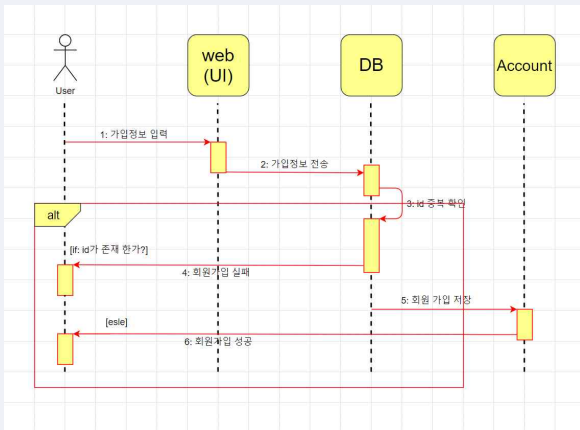 User
web
(UI)
DB
Account
1: 가입정보 입력
2: 가입정보 전송
3: id 중복 확인
alt
[if: id가 존재 한가?]
4: 회원가입 실패
5: 회원 가입 저장
[esle]
6: 회원가입 성공